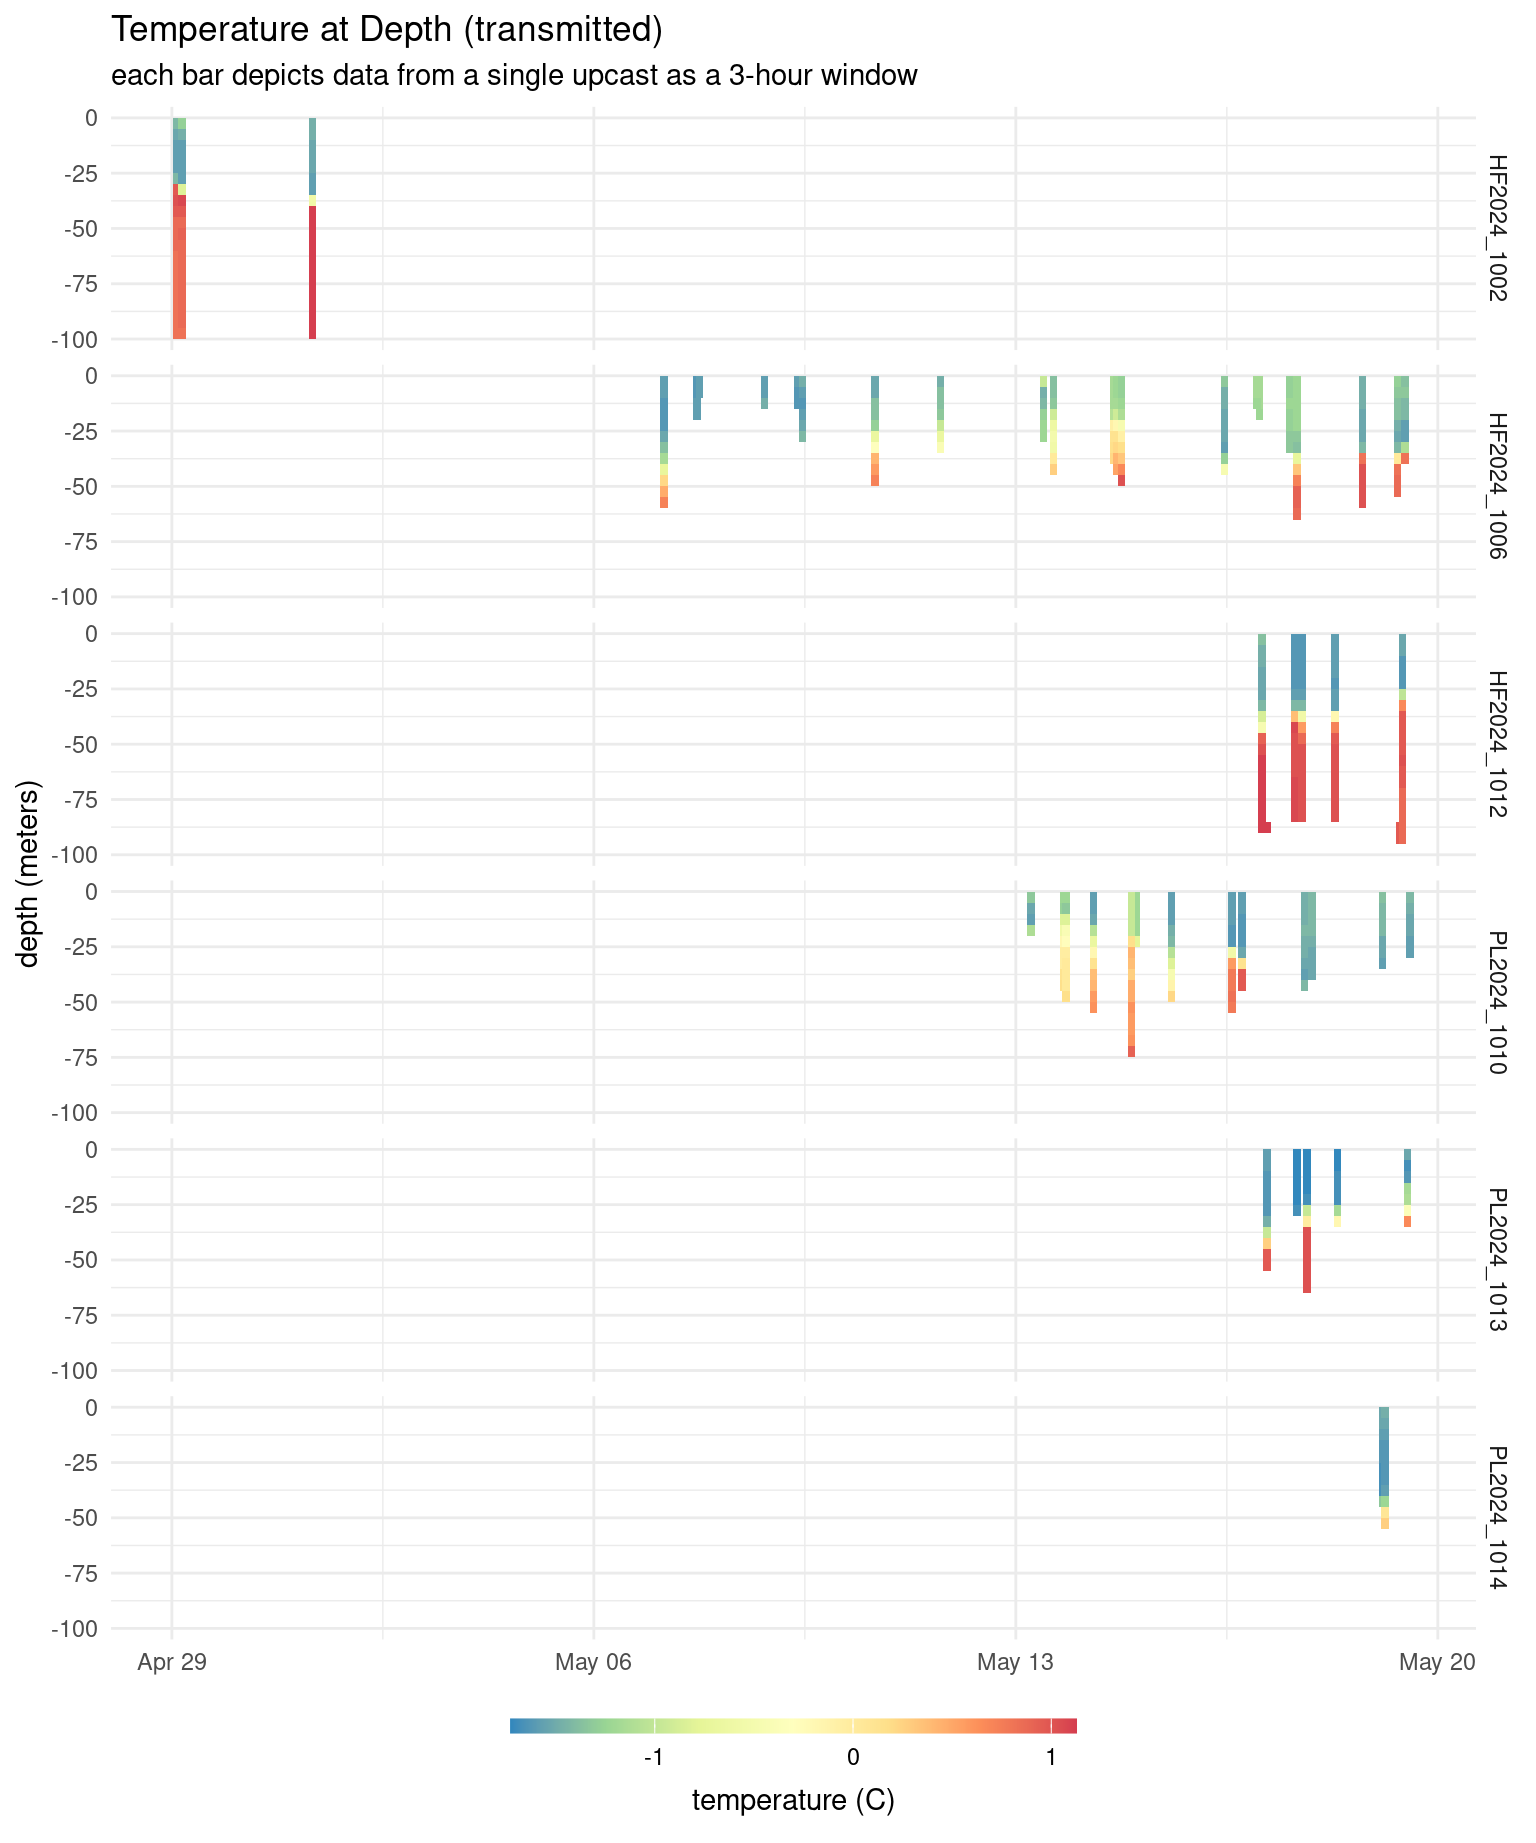 Temperature at Depth (transmitted)
each bar depicts data from a single upcast as a 3-hour window
depth (meters)
0
-25
-50
-75
-100
HF2024_1002
0
-25
-50
-75
-100
HF2024_1006
0
-25
-50
-75
-100
HF2024_1012
0
-25
-50
-75
-100
PL2024_1010
0
-25
-50
-75
-100
PL2024_1013
0
-25
-50
-75
-100
PL2024_1014
Apr 29 May 06 May 13 May 20
-1 0 1
temperature (C)